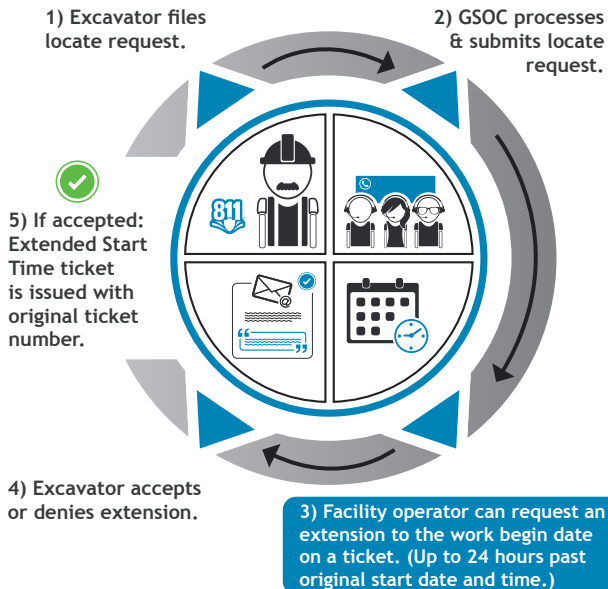 1) Excavator files
locate request.
2) GSOC processes
& submits locate
request.
811
@
5) If accepted:
Extended Start
Time ticket
is issued with
original ticket
number.
4) Excavator accepts
or denies extension.
3) Facility operator can request an
extension to the work begin date
on a ticket. (Up to 24 hours past
original start date and time.)